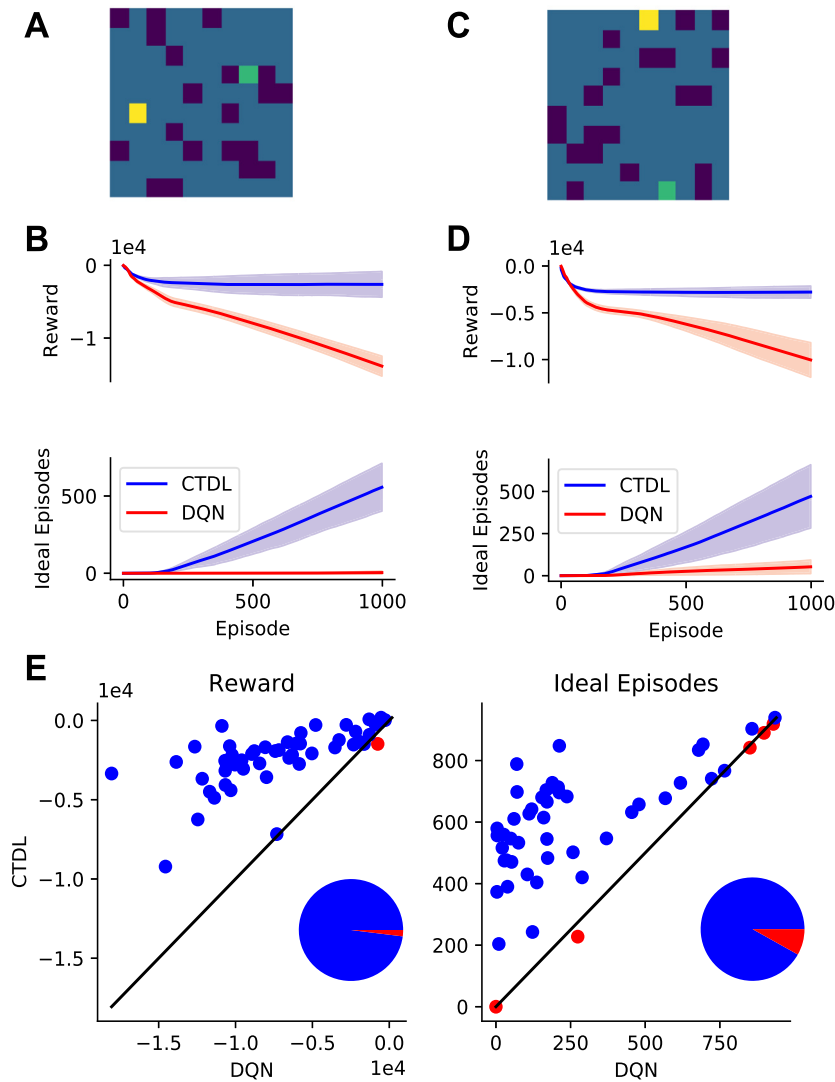 A
C
B
1e4
0
−1
Reward
D
1e4
0.0
−0.5
−1.0
Reward
500
0
Ideal Episodes
CTDL
DQN
0
500
1000
Episode
500
250
0
Ideal Episodes
CTDL
DQN
0
500
1000
Episode
E
1e4
Reward
0.0
−0.5
−1.0
−1.5
CTDL
−1.5
−1.0
−0.5
0.0
1e4
DQN
Ideal Episodes
800
600
400
200
0
0
250
500
750
DQN